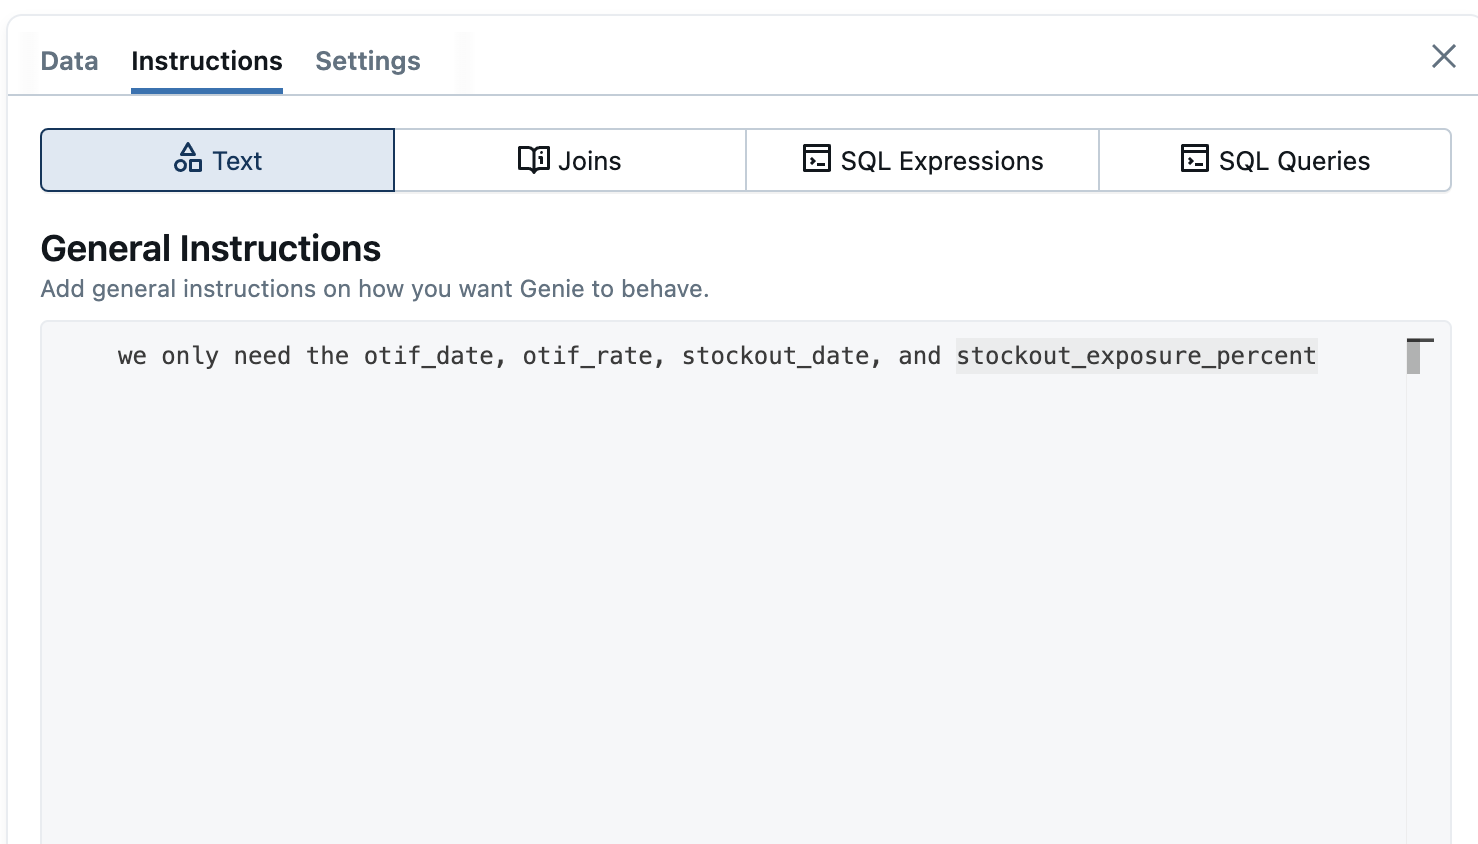 Data Instructions Settings
Text Joins SQL Expressions SQL Queries
General Instructions
Add general instructions on how you want Genie to behave.
we only need the otif_date, otif_rate, stockout_date, and stockout_exposure_percent